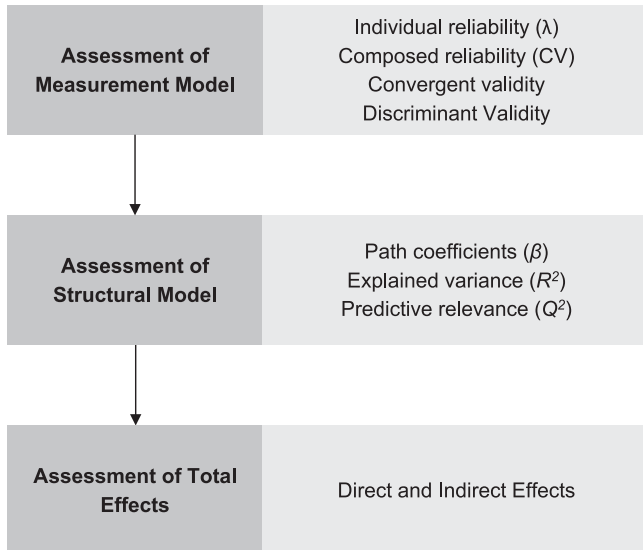 Assessment of
Measurement Model
Individual reliability (λ)
Composed reliability (CV)
Convergent validity
Discriminant Validity
Assessment of
Structural Model
Path coefficients (β)
Explained variance (R²)
Predictive relevance (Q²)
Assessment of Total
Effects
Direct and Indirect Effects